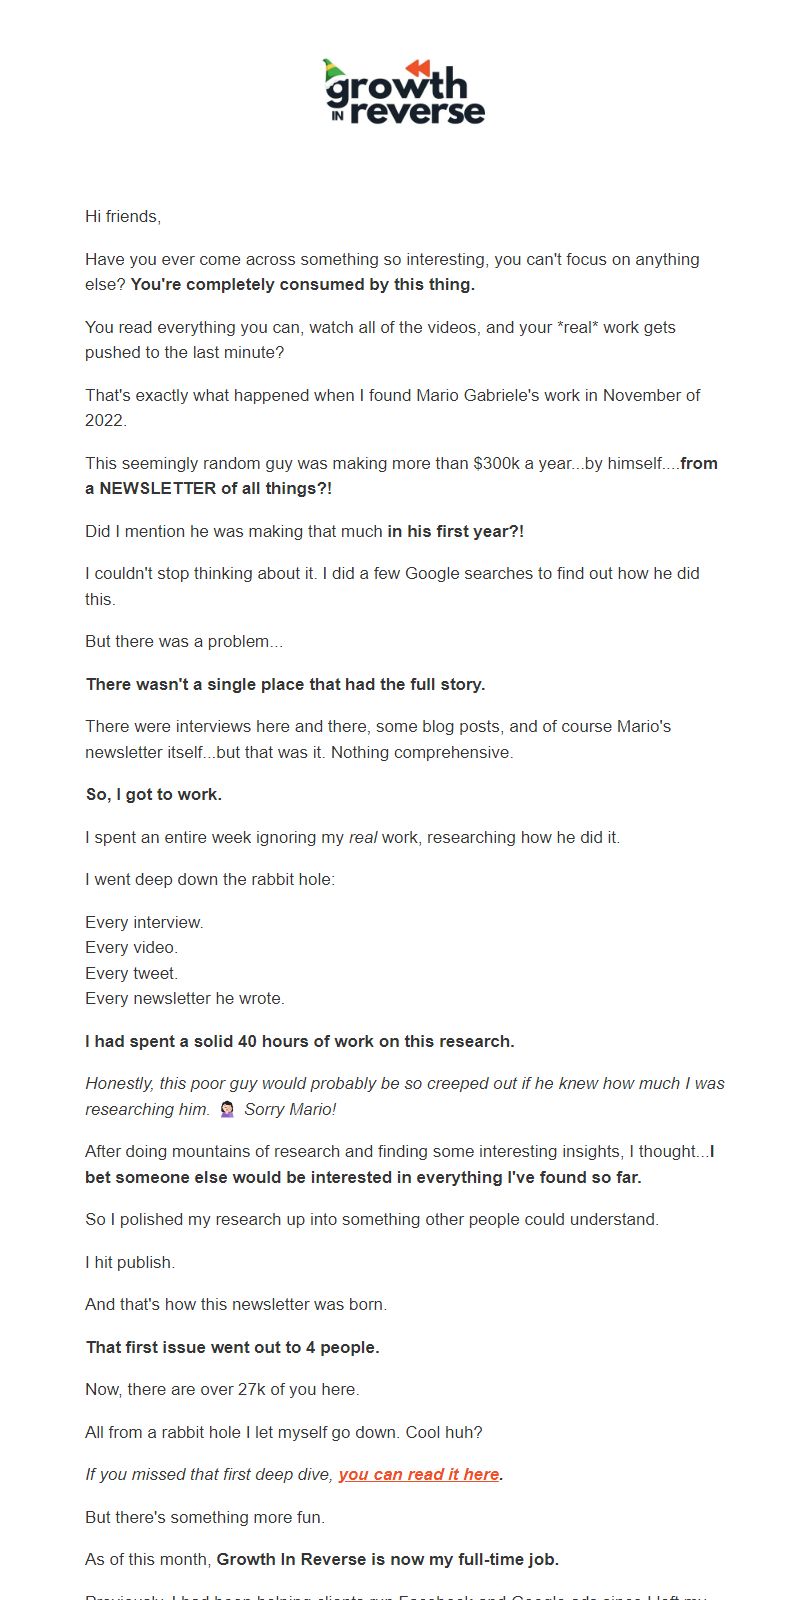 growth
IN reverse
Hi friends,
Have you ever come across something so interesting, you can't focus on anything
else? You're completely consumed by this thing.
You read everything you can, watch all of the videos, and your *real* work gets
pushed to the last minute?
That's exactly what happened when I found Mario Gabriele's work in November of
2022.
This seemingly random guy was making more than $300k a year...by himself....from
a NEWSLETTER of all things?!
Did I mention he was making that much in his first year?!
I couldn't stop thinking about it. I did a few Google searches to find out how he did
this.
But there was a problem...
There wasn't a single place that had the full story.
There were interviews here and there, some blog posts, and of course Mario's
newsletter itself...but that was it. Nothing comprehensive.
So, I got to work.
I spent an entire week ignoring my real work, researching how he did it.
I went deep down the rabbit hole:
Every interview.
Every video.
Every tweet.
Every newsletter he wrote.
I had spent a solid 40 hours of work on this research.
Honestly, this poor guy would probably be so creeped out if he knew how much I was
researching him. 🤦🏻‍♀️ Sorry Mario!
After doing mountains of research and finding some interesting insights, I thought...I
bet someone else would be interested in everything I've found so far.
So I polished my research up into something other people could understand.
I hit publish.
And that's how this newsletter was born.
That first issue went out to 4 people.
Now, there are over 27k of you here.
All from a rabbit hole I let myself go down. Cool huh?
If you missed that first deep dive, you can read it here.
But there's something more fun.
As of this month, Growth In Reverse is now my full-time job.
Previously, I had been helping clients run Facebook and Google ads since I left my